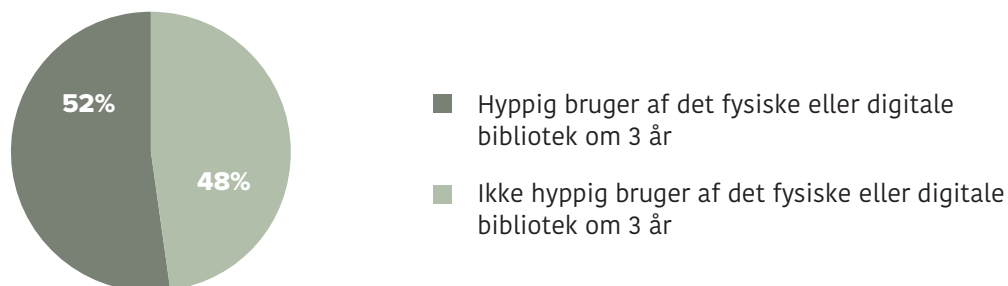 52%
48%
Hyppig bruger af det fysiske eller digitale
bibliotek om 3 år
Ikke hyppig bruger af det fysiske eller digitale
bibliotek om 3 år